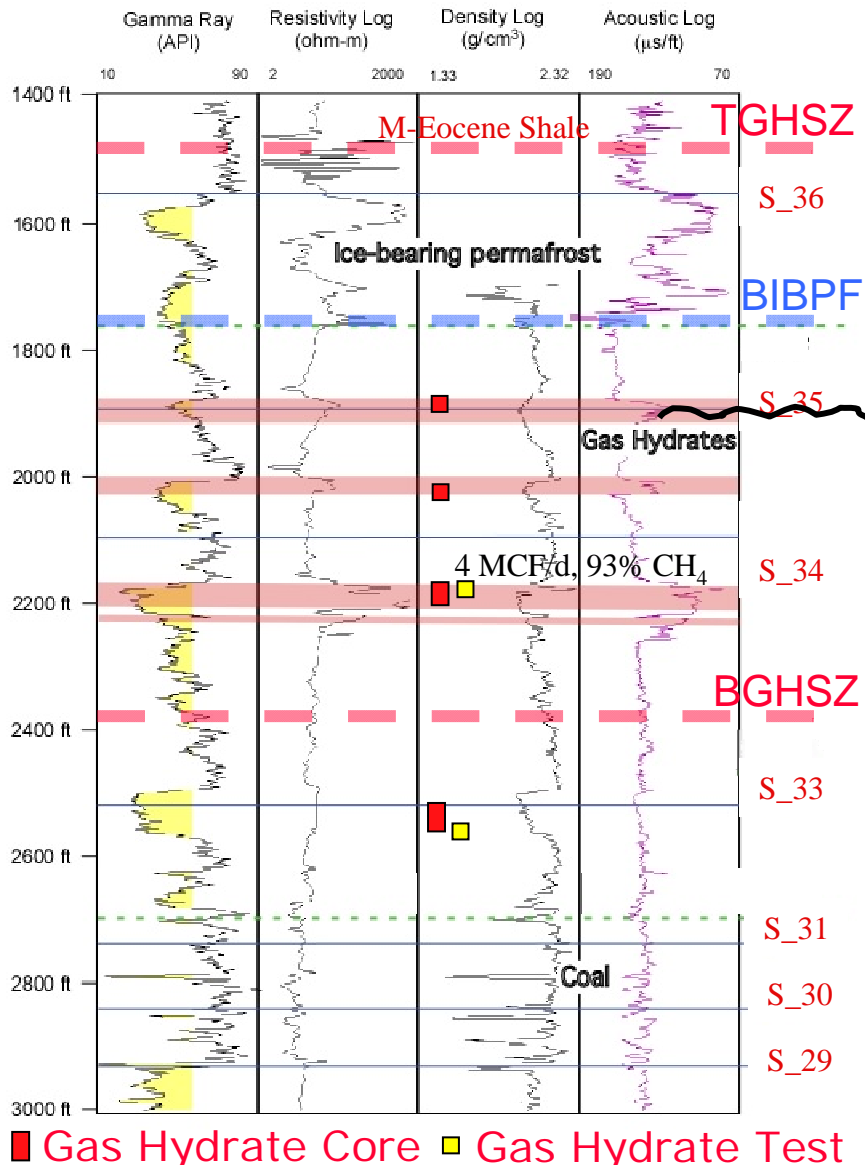 Gamma Ray
(API)
Resistivity Log
(ohm-m)
Density Log
(g/cm³)
Acoustic Log
(μs/ft)
10 90 2 2000 1.33 2.32 190 70
1400 ft
TGHSZ
M-Eocene Shale
S_36
1600 ft
Ice-bearing permafrost
BIBPF
1800 ft
S_35
Gas Hydrates
2000 ft
4 MCF/d, 93% CH₄
S_34
2200 ft
BGHSZ
2400 ft
S_33
2600 ft
S_31
2800 ft
Coal
S_30
S_29
3000 ft
Gas Hydrate Core
Gas Hydrate Test